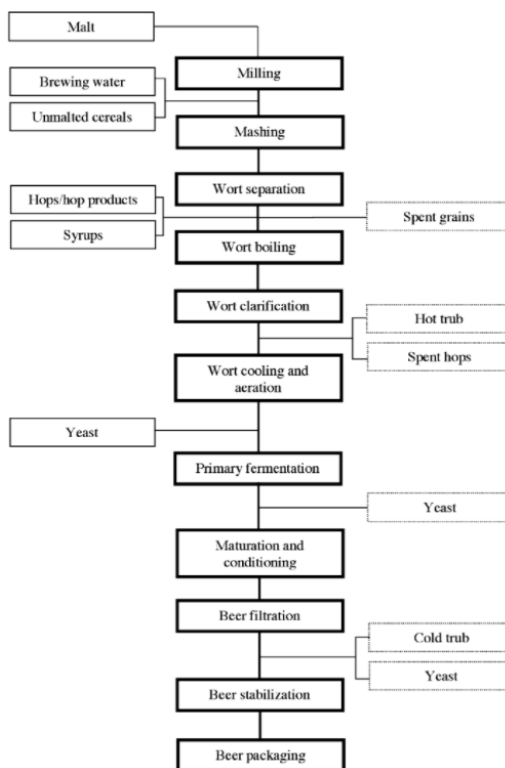 Malt
Milling
Brewing water
Unmalted cereals
Mashing
Wort separation
Hops/hop products
Spent grains
Syrups
Wort boiling
Wort clarification
Hot trub
Spent hops
Wort cooling and
aeration
Yeast
Primary fermentation
Yeast
Maturation and
conditioning
Beer filtration
Cold trub
Yeast
Beer stabilization
Beer packaging